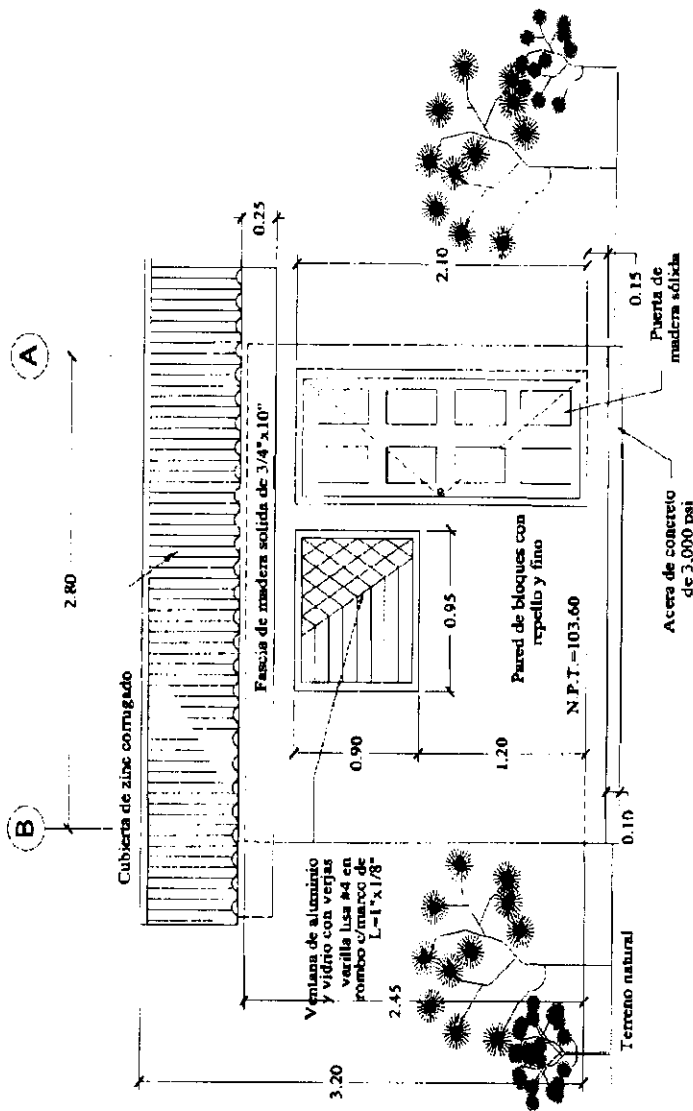 B
A
2.80
Cubierta de zinc corrugado
0.25
Fascia de madera solida de 3/4"x10"
Ventana de aluminio
y vidrio con verjas
varilla lisa #4 en
rombo c/marco de
L=1"x1/8"
3.20
2.45
0.90
1.20
0.95
2.10
Pared de bloques con
repello y fino
N.P.T.=103.60
0.10
0.15
Terreno natural
Puerta de
madera sólida
Acera de concreto
de 3,000 psi